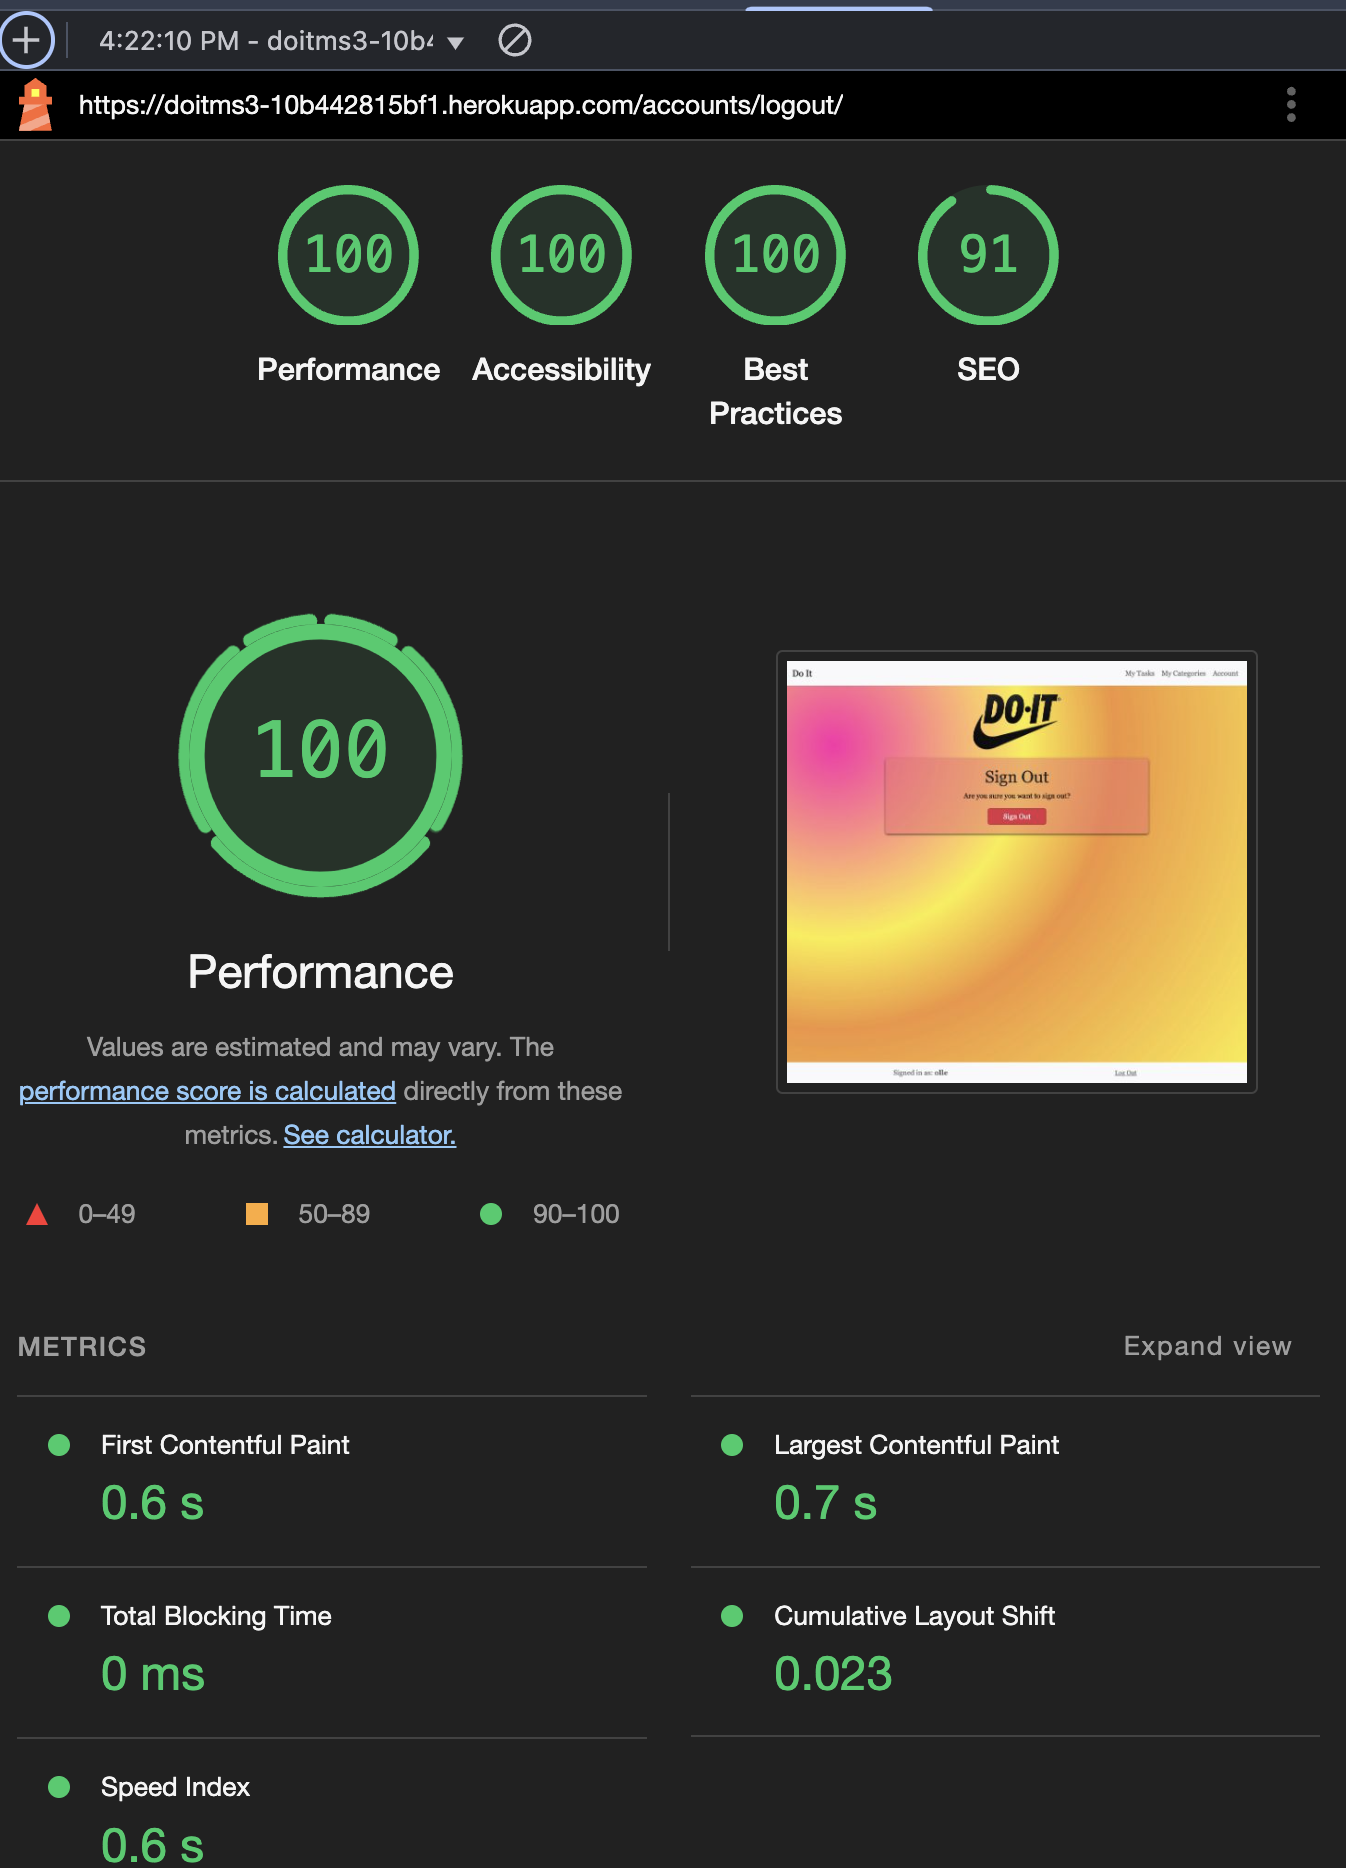 4:22:10 PM - doitms3-10b4
https://doitms3-10b442815bf1.herokuapp.com/accounts/logout/
100
100
100
91
Performance
Accessibility
Best
Practices
SEO
100
Performance
Values are estimated and may vary. The
performance score is calculated directly from these
metrics. See calculator.
0–49
50–89
90–100
Do It
My Tasks My Categories Account
DO·IT
Sign Out
Are you sure you want to sign out?
Sign Out
Signed in as: olle
Log Out
METRICS
Expand view
First Contentful Paint
0.6 s
Largest Contentful Paint
0.7 s
Total Blocking Time
0 ms
Cumulative Layout Shift
0.023
Speed Index
0.6 s